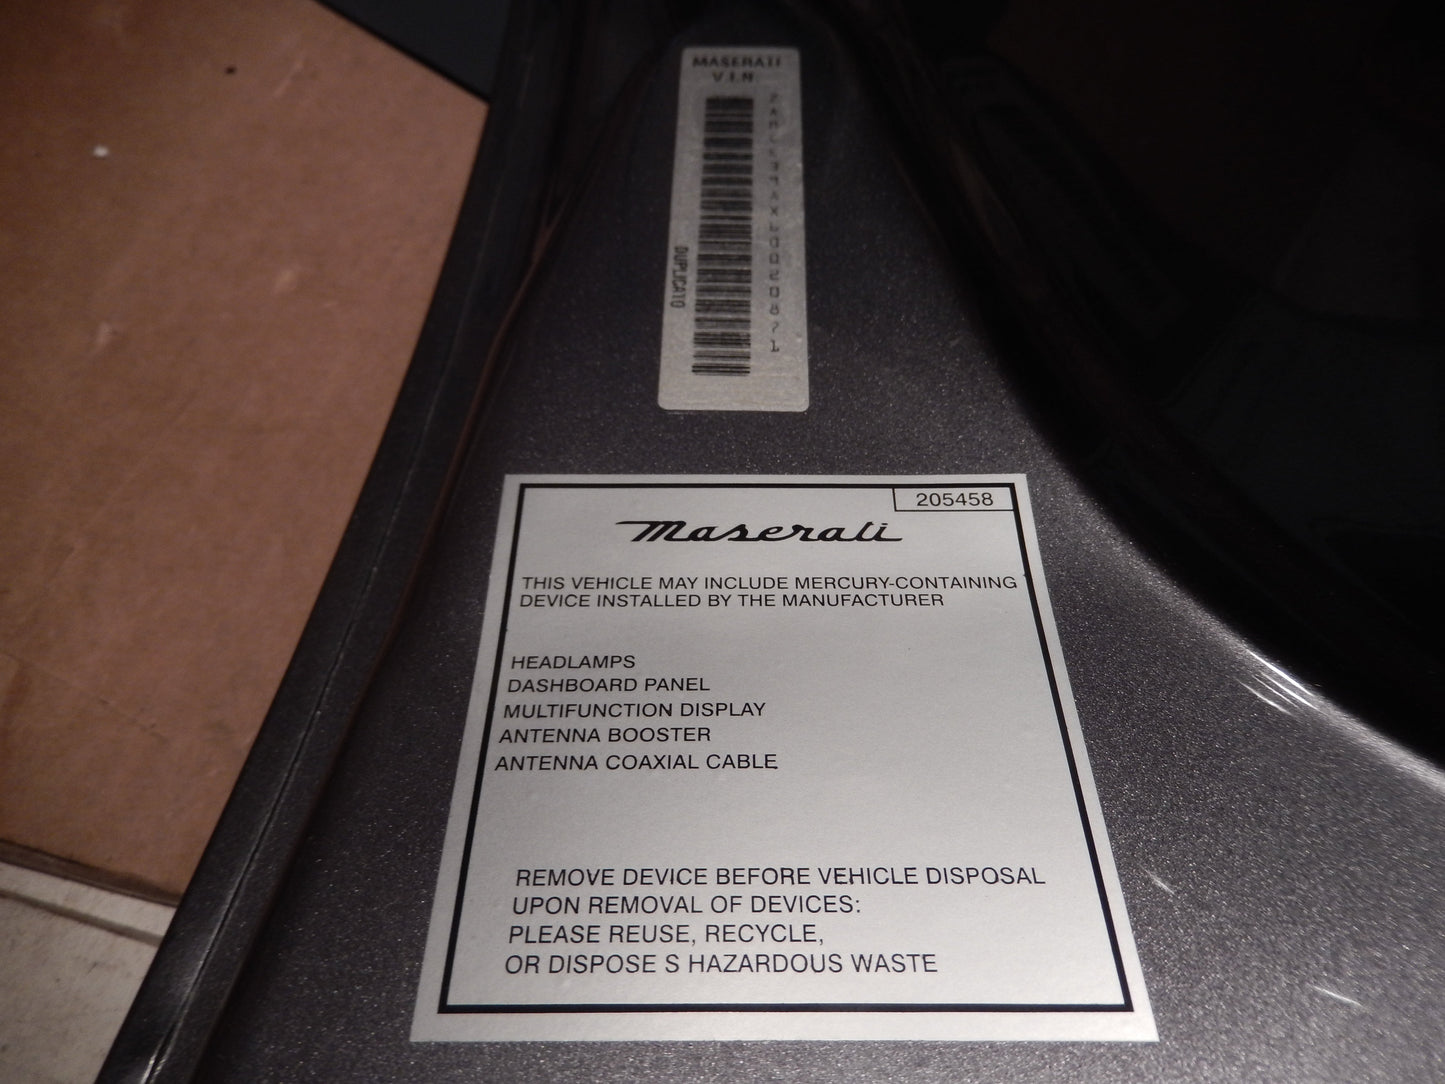 MASERATI
V.I.N.
ZAMCE39AX60020871
DUPLICATO
205458
Maserati
THIS VEHICLE MAY INCLUDE MERCURY-CONTAINING
DEVICE INSTALLED BY THE MANUFACTURER
HEADLAMPS
DASHBOARD PANEL
MULTIFUNCTION DISPLAY
ANTENNA BOOSTER
ANTENNA COAXIAL CABLE
REMOVE DEVICE BEFORE VEHICLE DISPOSAL
UPON REMOVAL OF DEVICES:
PLEASE REUSE, RECYCLE,
OR DISPOSE S HAZARDOUS WASTE